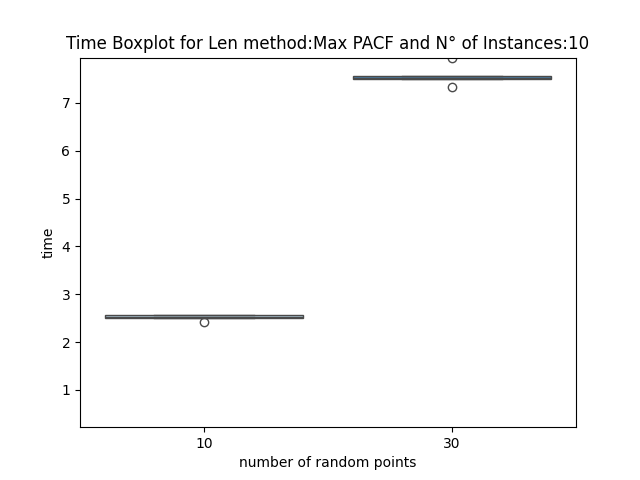 Time Boxplot for Len method:Max PACF and N° of Instances:10
7
6
5
4
3
2
1
time
10 30
number of random points